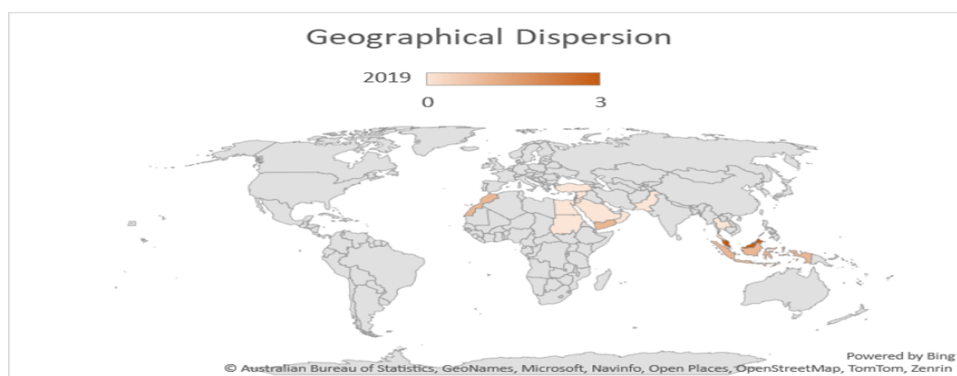 Geographical Dispersion
2019
0 3
Powered by Bing
© Australian Bureau of Statistics, GeoNames, Microsoft, Navinfo, Open Places, OpenStreetMap, TomTom, Zenrin